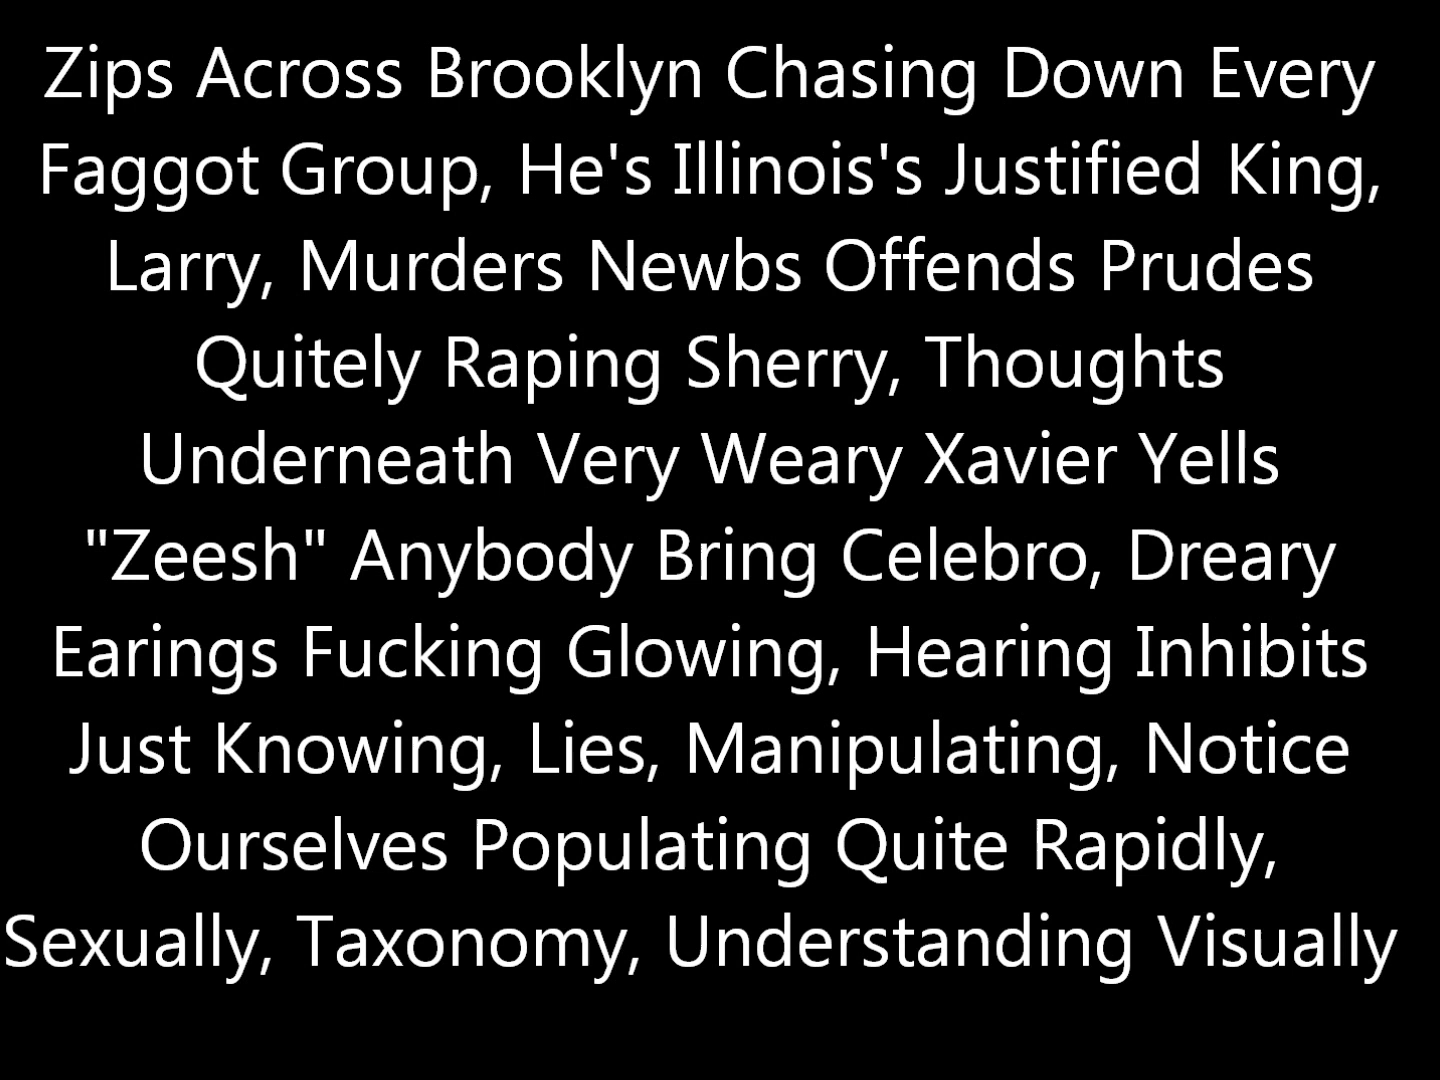 Zips Across Brooklyn Chasing Down Every
Faggot Group, He's Illinois's Justified King,
Larry, Murders Newbs Offends Prudes
Quitely Raping Sherry, Thoughts
Underneath Very Weary Xavier Yells
"Zeesh" Anybody Bring Celebro, Dreary
Earings Fucking Glowing, Hearing Inhibits
Just Knowing, Lies, Manipulating, Notice
Ourselves Populating Quite Rapidly,
Sexually, Taxonomy, Understanding Visually